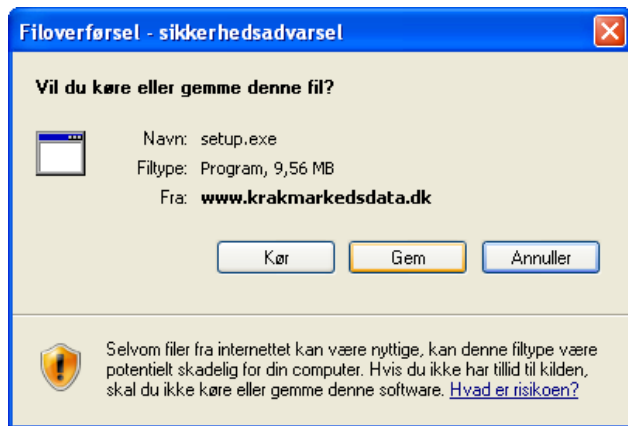 Filoverførsel - sikkerhedsadvarsel
Vil du køre eller gemme denne fil?
Navn: setup.exe
Filtype: Program, 9,56 MB
Fra: www.krakmarkedsdata.dk
Kør Gem Annuller
Selvom filer fra internettet kan være nyttige, kan denne filtype være
potentielt skadelig for din computer. Hvis du ikke har tillid til kilden,
skal du ikke køre eller gemme denne software. Hvad er risikoen?